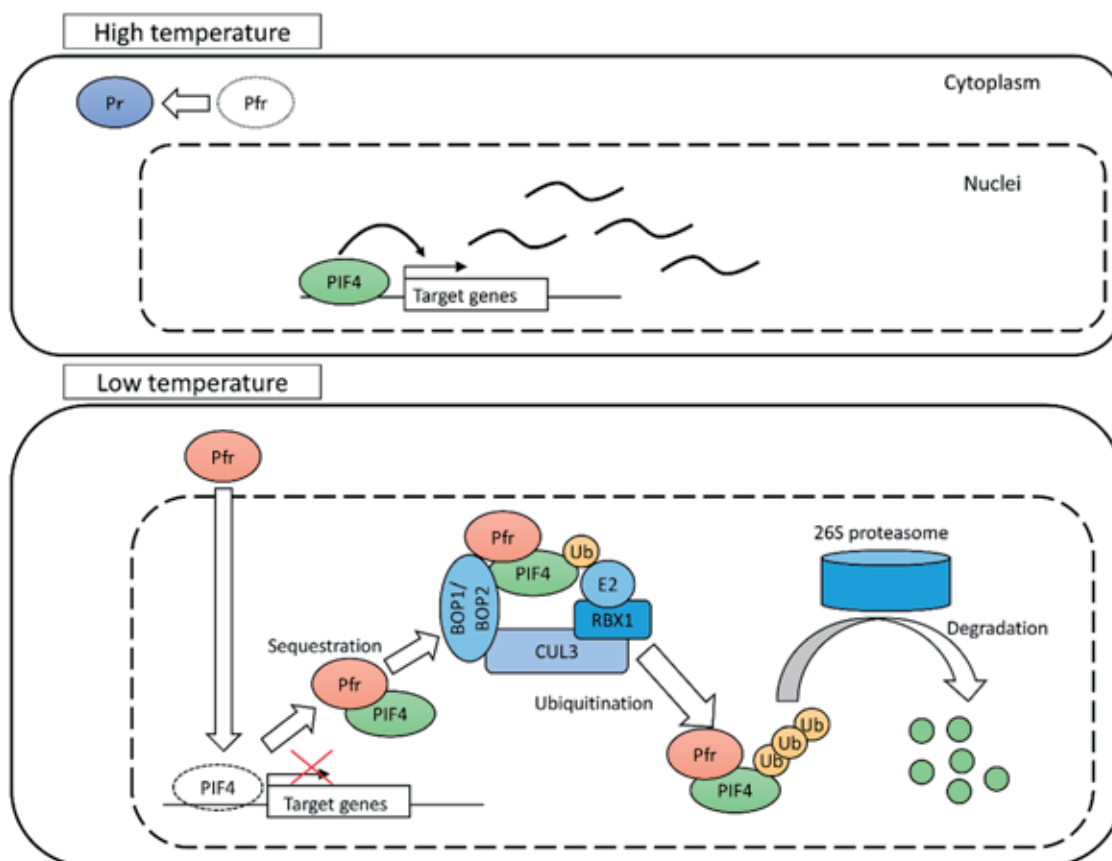 High temperature
Cytoplasm
Pr
Pfr
Nuclei
PIF4
Target genes
Low temperature
Pfr
26S proteasome
Pfr
Ub
PIF4
E2
BOP1/
BOP2
RBX1
Degradation
Sequestration
CUL3
Pfr
Ubiquitination
PIF4
Ub
Pfr
Ub
Ub
PIF4
PIF4
Target genes